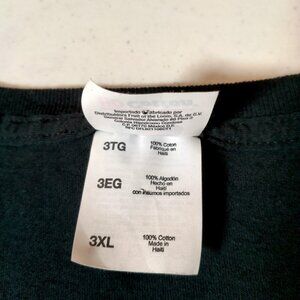 Importado y/o Fabricado por
Distribuidora Fruit of the Loom, S.A. de C.V.
3TG
100% Coton
Fabriqué en
Haïti
3EG
100% Algodón
Hecho en
Haití
con insumos importados
3XL
100% Cotton
Made in
Haiti